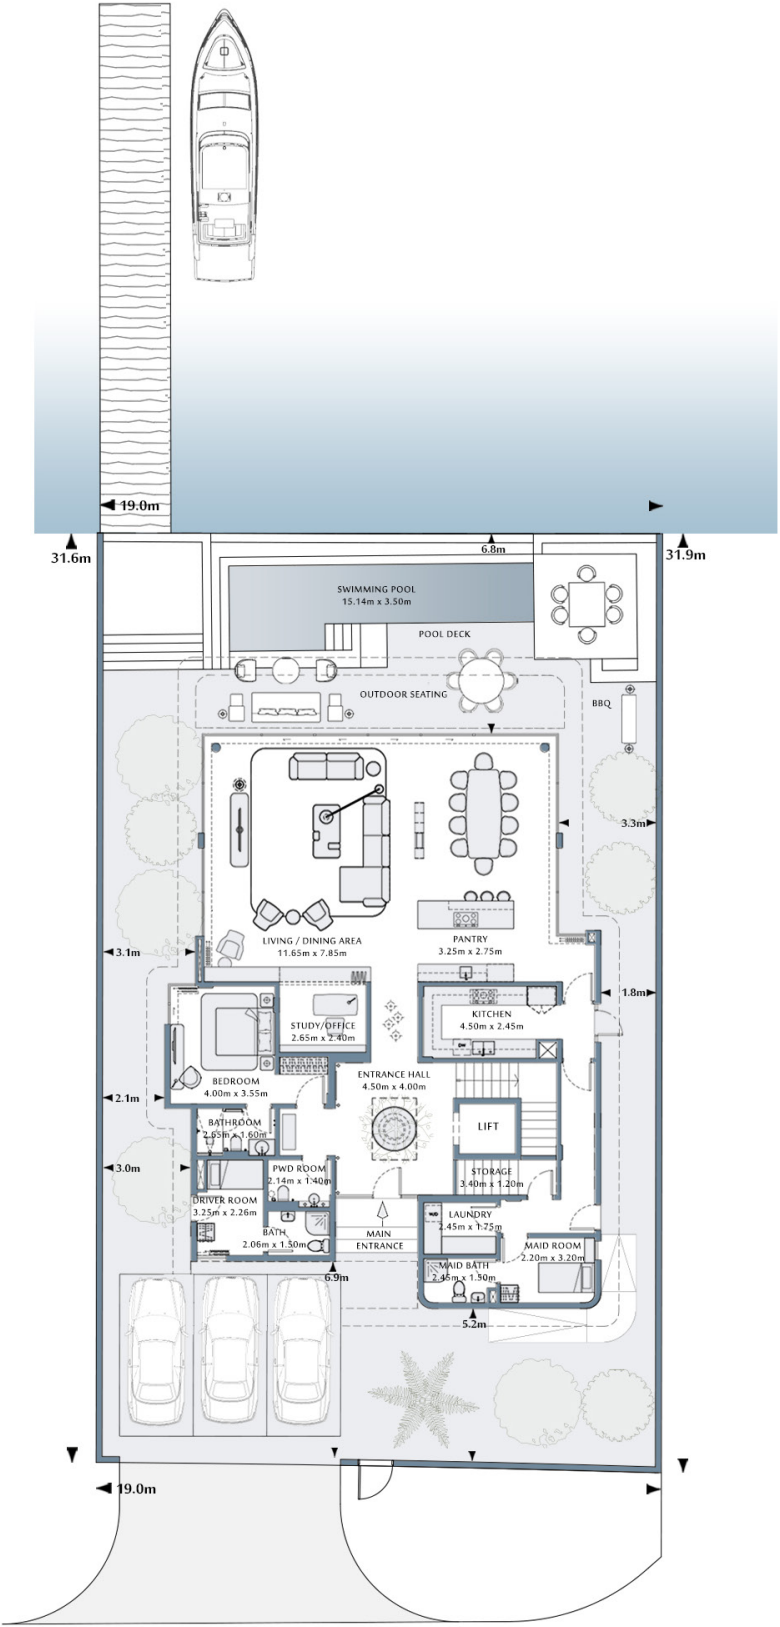 19.0m
31.6m
6.8m
31.9m
SWIMMING POOL
15.14m x 3.50m
POOL DECK
OUTDOOR SEATING
BBQ
3.3m
LIVING / DINING AREA
11.65m x 7.85m
PANTRY
3.25m x 2.75m
3.1m
1.8m
KITCHEN
4.50m x 2.45m
STUDY/OFFICE
2.65m x 2.40m
DW
BEDROOM
4.00m x 3.55m
ENTRANCE HALL
4.50m x 4.00m
2.1m
BATHROOM
2.65m x 1.60m
LIFT
3.0m
PWD ROOM
2.14m x 1.40m
STORAGE
3.40m x 1.20m
DRIVER ROOM
3.25m x 2.26m
LAUNDRY
2.45m x 1.75m
BATH
2.06m x 1.50m
MAIN
ENTRANCE
MAID ROOM
2.20m x 3.20m
MAID BATH
2.45m x 1.50m
6.9m
5.2m
19.0m